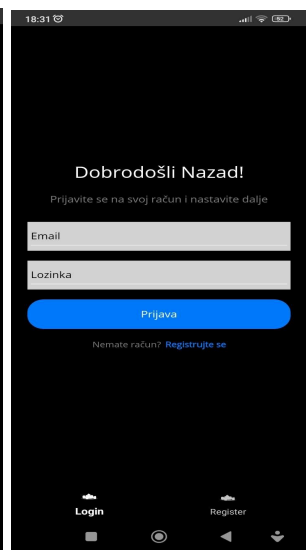 18:31
52
Dobrodošli Nazad!
Prijavite se na svoj račun i nastavite dalje
Email
Lozinka
Prijava
Nemate račun? Registrujte se
Login
Register